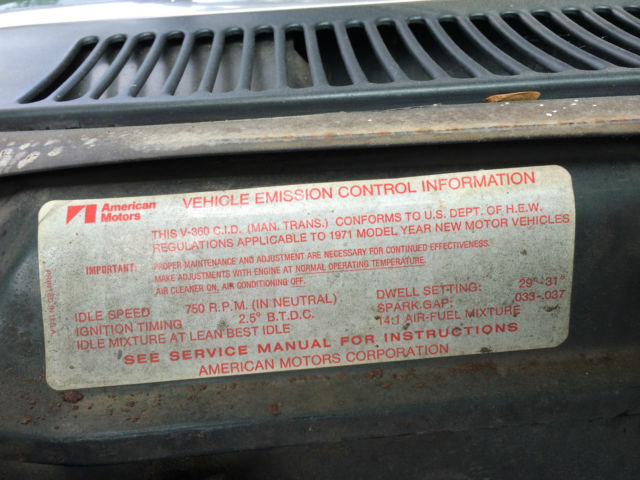 American
Motors
VEHICLE EMISSION CONTROL INFORMATION
THIS V-360 C.I.D. (MAN. TRANS.) CONFORMS TO U.S. DEPT. OF H.E.W.
REGULATIONS APPLICABLE TO 1971 MODEL YEAR NEW MOTOR VEHICLES
IMPORTANT: PROPER MAINTENANCE AND ADJUSTMENT ARE NECESSARY FOR CONTINUED EFFECTIVENESS.
MAKE ADJUSTMENTS WITH ENGINE AT NORMAL OPERATING TEMPERATURE.
AIR CLEANER ON, AIR CONDITIONING OFF.
IDLE SPEED 750 R.P.M. (IN NEUTRAL) DWELL SETTING: 29°-31°
IGNITION TIMING 2.5° B.T.D.C. SPARK GAP: .033-.037
IDLE MIXTURE AT LEAN BEST IDLE 14:1 AIR-FUEL MIXTURE
SEE SERVICE MANUAL FOR INSTRUCTIONS
AMERICAN MOTORS CORPORATION